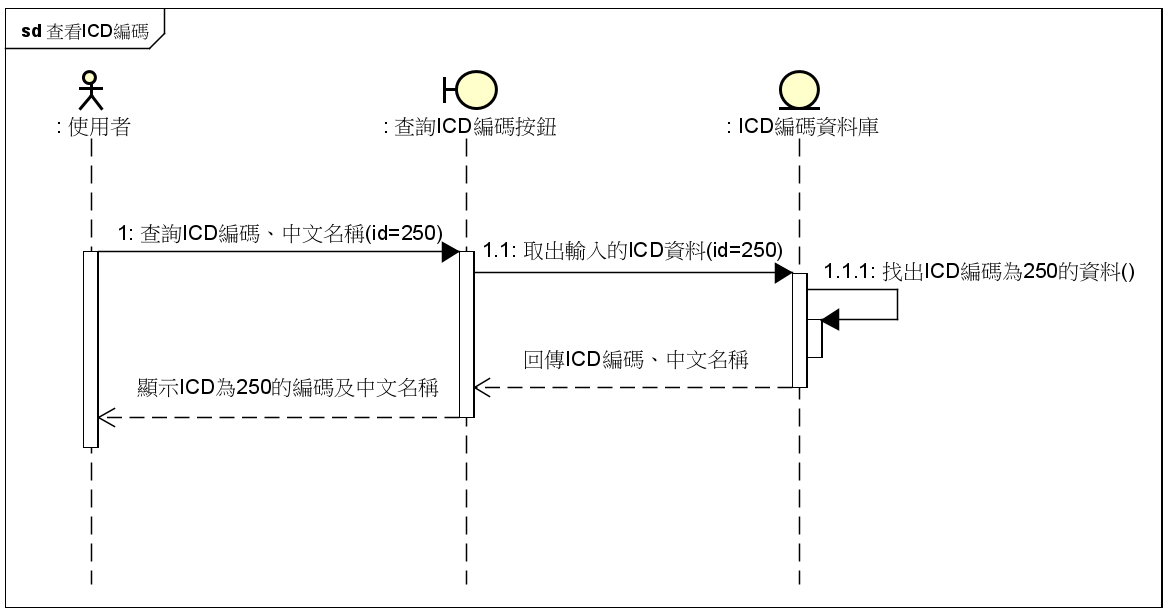 sd 查看ICD編碼
: 使用者
: 查詢ICD編碼按鈕
: ICD編碼資料庫
1: 查詢ICD編碼、中文名稱(id=250)
1.1: 取出輸入的ICD資料(id=250)
1.1.1: 找出ICD編碼為250的資料()
回傳ICD編碼、中文名稱
顯示ICD為250的編碼及中文名稱